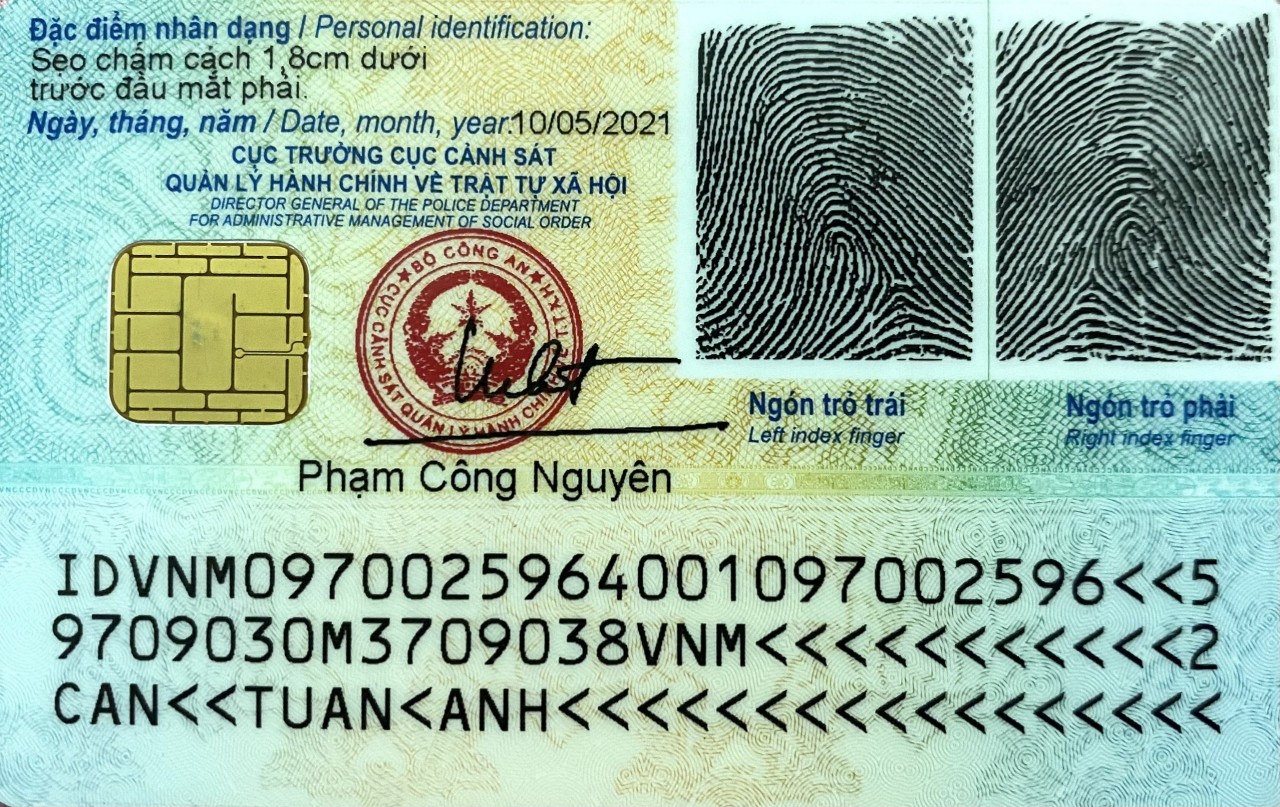 Đặc điểm nhân dạng / Personal identification:
Sẹo chấm cách 1,8cm dưới
trước đầu mắt phải.
Ngày, tháng, năm / Date, month, year:10/05/2021
CỤC TRƯỞNG CỤC CẢNH SÁT
QUẢN LÝ HÀNH CHÍNH VỀ TRẬT TỰ XÃ HỘI
DIRECTOR GENERAL OF THE POLICE DEPARTMENT
FOR ADMINISTRATIVE MANAGEMENT OF SOCIAL ORDER
BỘ CÔNG AN
CỤC CẢNH SÁT QUẢN LÝ HÀNH CHÍNH
TTXH
Phạm Công Nguyên
Ngón trỏ trái
Left index finger
Ngón trỏ phải
Right index finger
IDVNM0970025964001097002596<<5
9709030M3709038VNM<<<<<<<<<<<2
CAN<<TUAN<ANH<<<<<<<<<<<<<<<<<